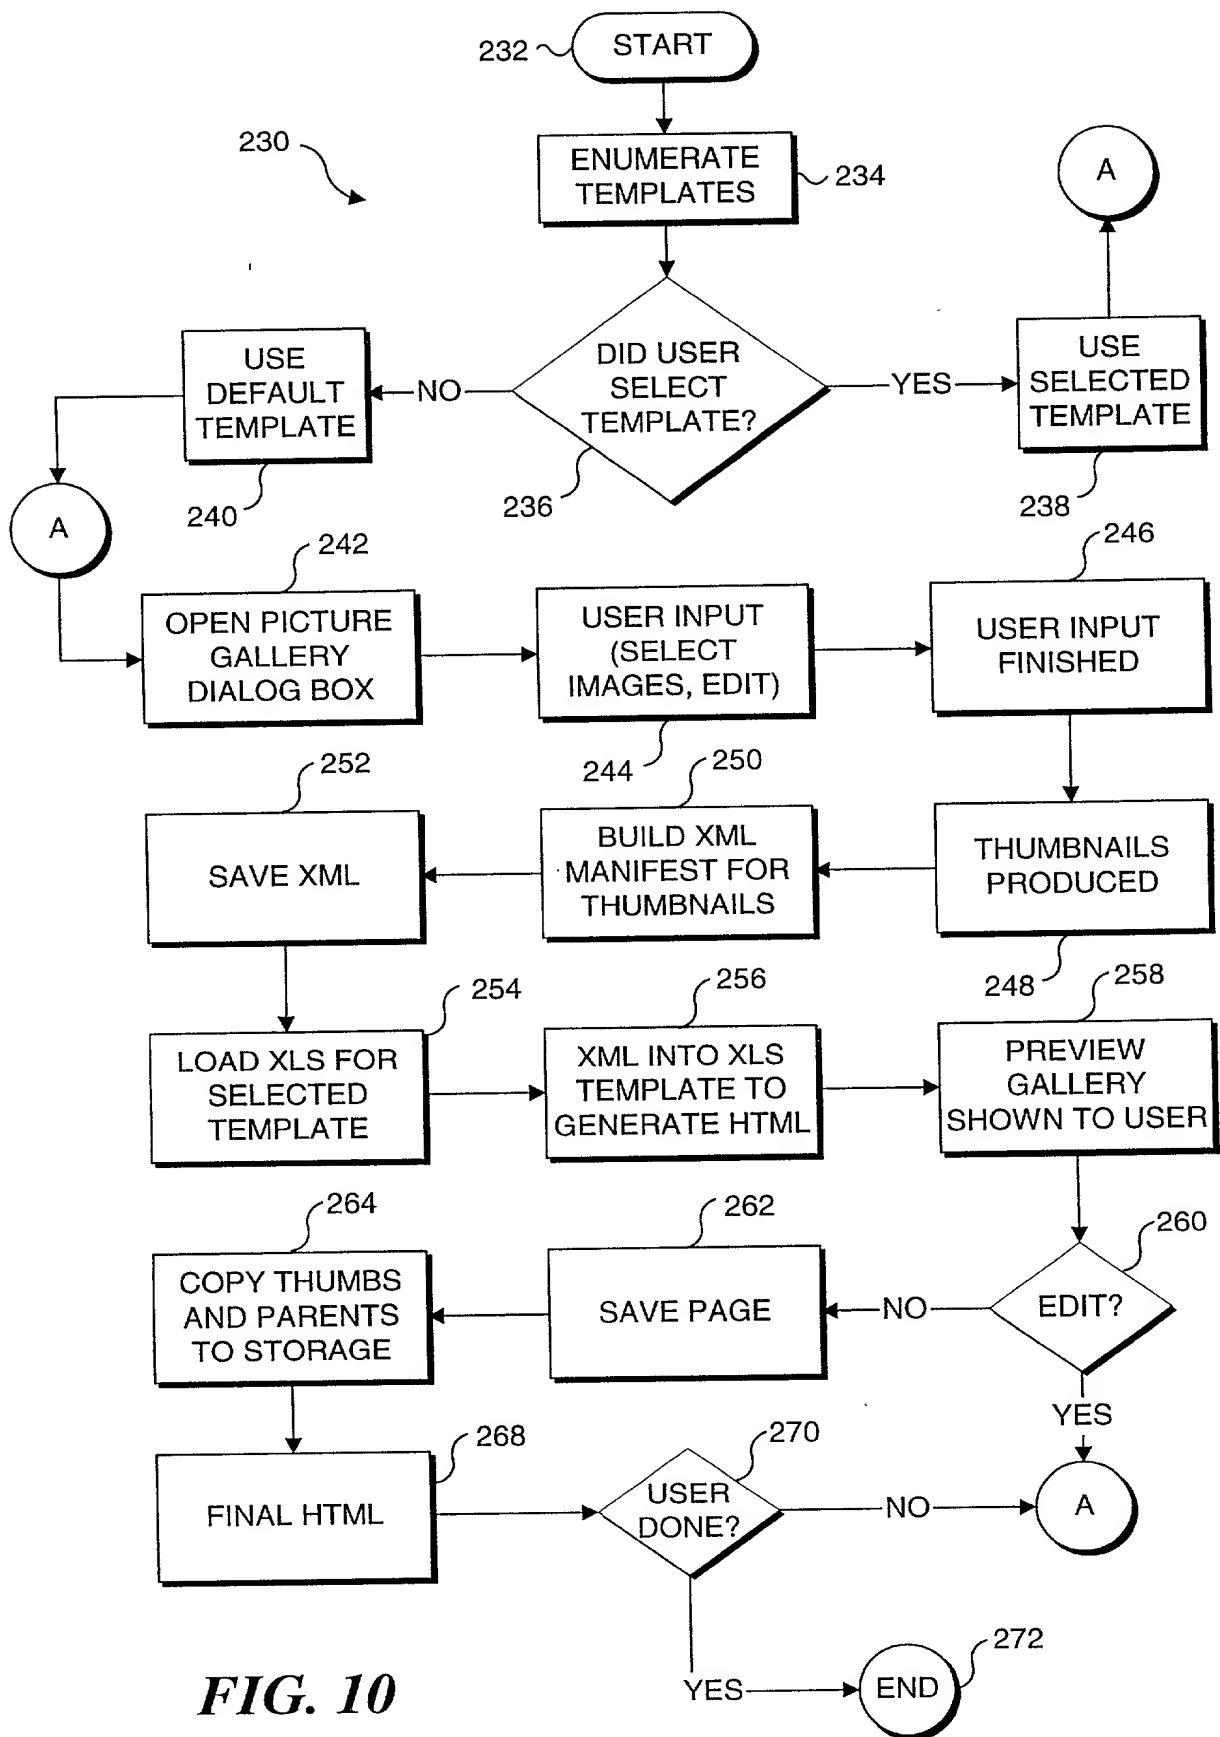 232
START
230
ENUMERATE
TEMPLATES
234
A
USE
DEFAULT
TEMPLATE
240
NO
DID USER
SELECT
TEMPLATE?
236
YES
USE
SELECTED
TEMPLATE
238
A
242
OPEN PICTURE
GALLERY
DIALOG BOX
USER INPUT
(SELECT
IMAGES, EDIT)
244
246
USER INPUT
FINISHED
252
SAVE XML
250
BUILD XML
MANIFEST FOR
THUMBNAILS
THUMBNAILS
PRODUCED
248
254
LOAD XLS FOR
SELECTED
TEMPLATE
256
XML INTO XLS
TEMPLATE TO
GENERATE HTML
258
PREVIEW
GALLERY
SHOWN TO USER
264
COPY THUMBS
AND PARENTS
TO STORAGE
262
SAVE PAGE
NO
260
EDIT?
YES
268
FINAL HTML
270
USER
DONE?
NO
A
YES
END
272
FIG. 10